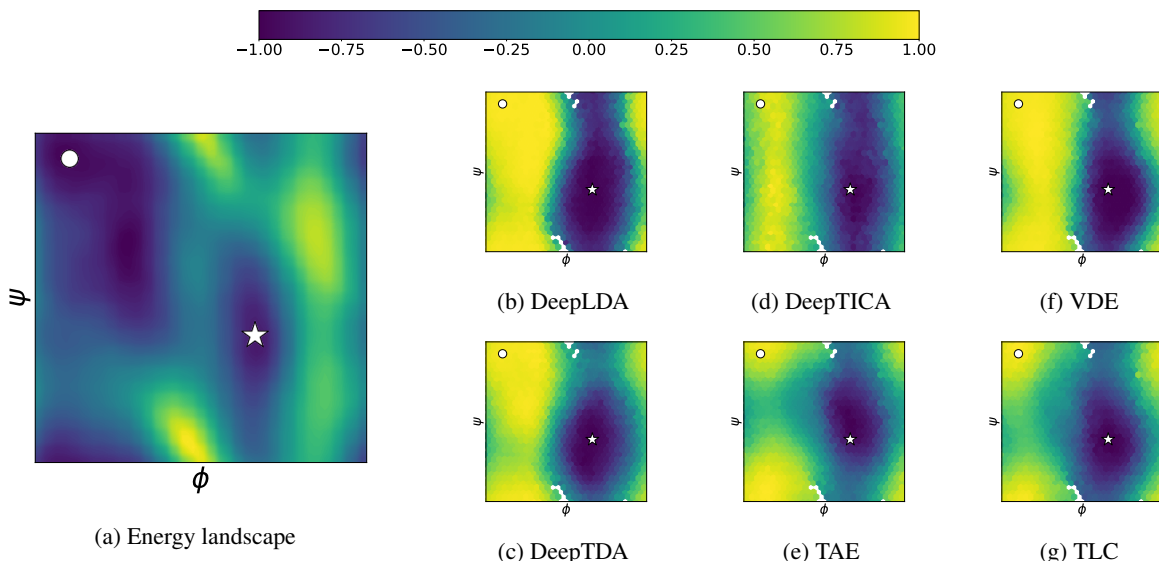 −1.00 −0.75 −0.50 −0.25 0.00 0.25 0.50 0.75 1.00
ψ
ϕ
(a) Energy landscape
ψ
ϕ
(b) DeepLDA
ψ
ϕ
(d) DeepTICA
ψ
ϕ
(f) VDE
ψ
ϕ
(c) DeepTDA
ψ
ϕ
(e) TAE
ψ
ϕ
(g) TLC